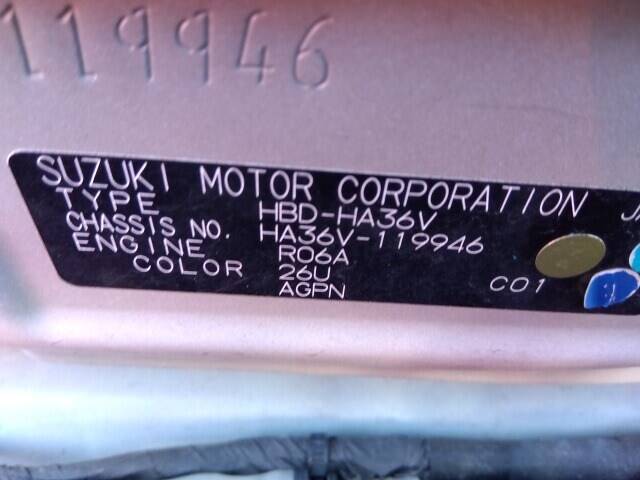 119946
SUZUKI MOTOR CORPORATION
TYPE HBD-HA36V
CHASSIS NO. HA36V-119946
ENGINE R06A
COLOR 26U
AGPN C01